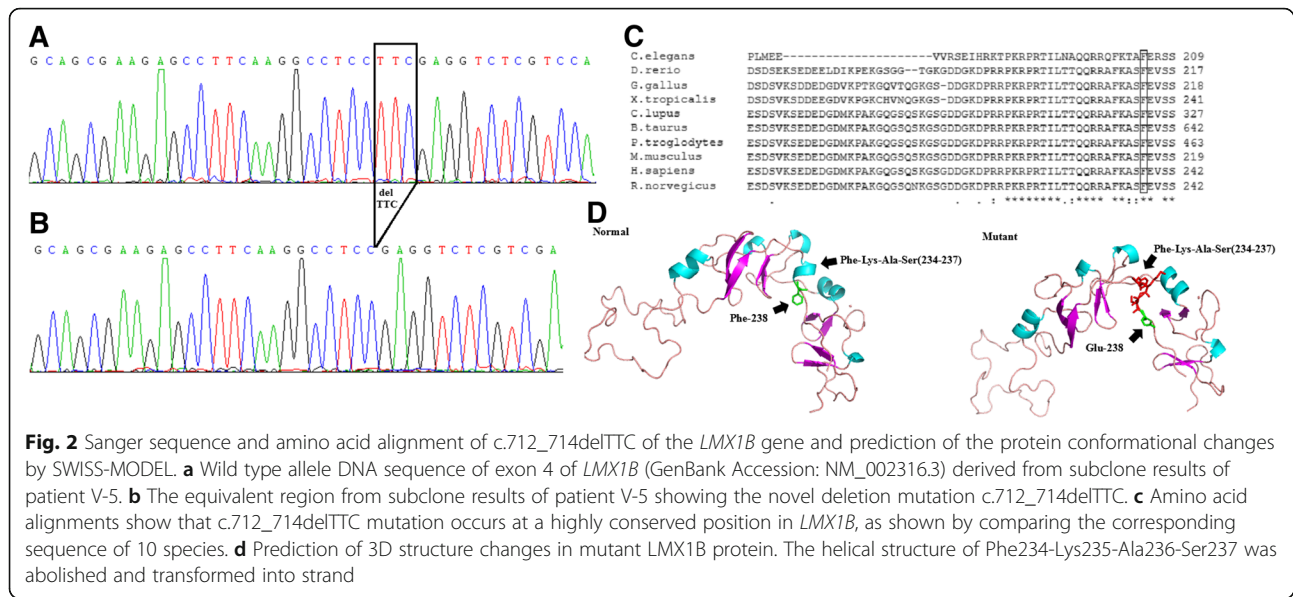 A
G C A G C G A A G A G C C T T C A A G G C C T C C T T C G A G G T C T C G T C C A
del
TTC
B
G C A G C G A A G A G C C T T C A A G G C C T C C G A G G T C T C G T C G A
C
C.elegans PLMEE------------------VVRSEIHRKTPKRPRTILNAQQRRQFKTAFERSS 209
D.rerio DSDSEKSEDEELDIKPEKGSGG--TGKGDDGKDPRRPKRPRTILTTQQRRAFKASFEVSS 217
G.gallus DSDSVKSDDEEGDVKPTKGQVTQGKGS-DDGKDPRRPKRPRTILTTQQRRAFKASFEVSS 218
X.tropicalis DSDSVKSDDEDGDVKPGKCHVNQGKGS-DDGKDPRRPKRPRTILTTQQRRAFKASFEVSS 241
C.lupus ESDSVKSEDEDGDMKPAKGQGSQSKGSGDDGKDPRRPKRPRTILTTQQRRAFKASFEVSS 327
B.taurus ESDSVKSEDEDGDMKPAKGQGSQSKGSGDDGKDPRRPKRPRTILTTQQRRAFKASFEVSS 642
P.troglodytes ESDSVKSEDEDGDMKPAKGQGSQSKGSGDDGKDPRRPKRPRTILTTQQRRAFKASFEVSS 463
M.musculus ESDSVKSEDEDGDMKPAKGQGSQSKGSGDDGKDPRRPKRPRTILTTQQRRAFKASFEVSS 219
H.sapiens ESDSVKSEDEDGDMKPAKGQGSQSKGSGDDGKDPRRPKRPRTILTTQQRRAFKASFEVSS 242
R.norvegicus ESDSVKSEDEDGDMKPAKGQGSQNKGSGDDGKDPRRPKRPRTILTTQQRRAFKASFEVSS 242
. . .: ********* **** **::** **
D
Normal
Phe-Lys-Ala-Ser(234-237)
Phe-238
Mutant
Phe-Lys-Ala-Ser(234-237)
Glu-238
Fig. 2 Sanger sequence and amino acid alignment of c.712_714delTTC of the LMX1B gene and prediction of the protein conformational changes
by SWISS-MODEL. a Wild type allele DNA sequence of exon 4 of LMX1B (GenBank Accession: NM_002316.3) derived from subclone results of
patient V-5. b The equivalent region from subclone results of patient V-5 showing the novel deletion mutation c.712_714delTTC. c Amino acid
alignments show that c.712_714delTTC mutation occurs at a highly conserved position in LMX1B, as shown by comparing the corresponding
sequence of 10 species. d Prediction of 3D structure changes in mutant LMX1B protein. The helical structure of Phe234-Lys235-Ala236-Ser237 was
abolished and transformed into strand